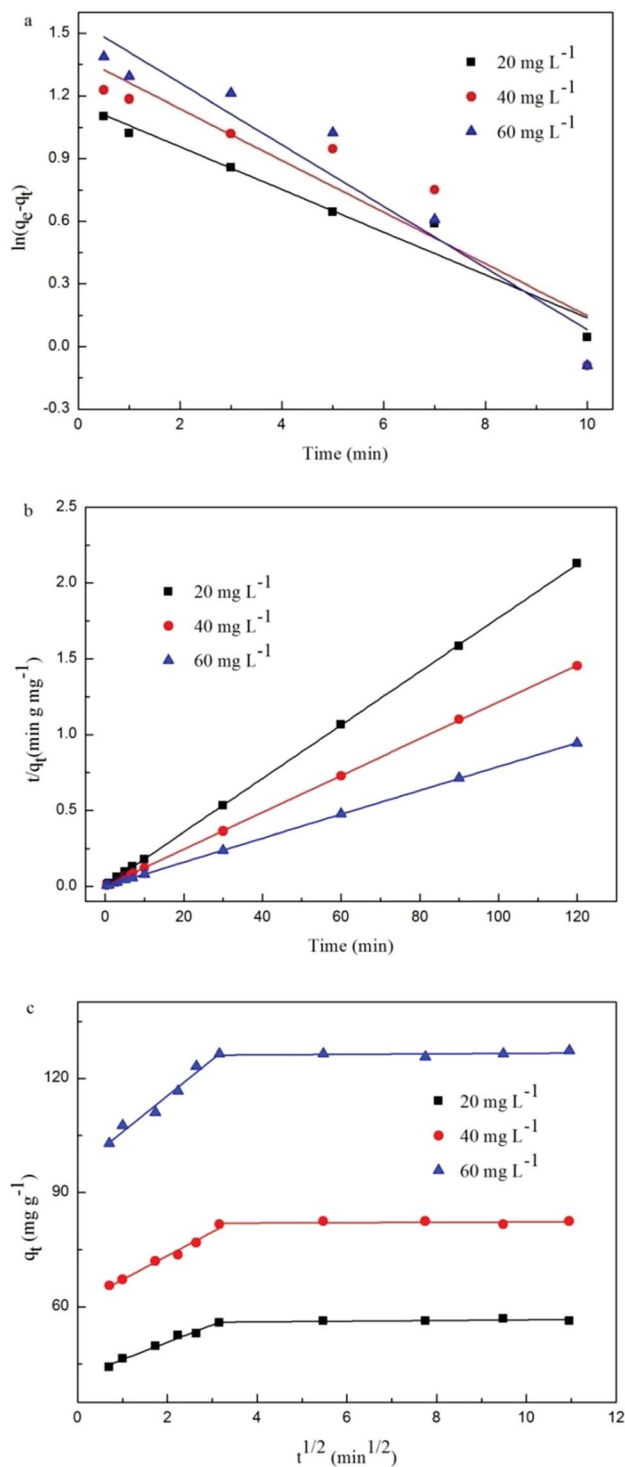 a
1.5
1.2
0.9
0.6
0.3
0.0
-0.3
ln(qe-qt)
20 mg L-1
40 mg L-1
60 mg L-1
0 2 4 6 8 10
Time (min)
b
2.5
2.0
1.5
1.0
0.5
0.0
t/qt(min g mg-1)
20 mg L-1
40 mg L-1
60 mg L-1
0 20 40 60 80 100 120
Time (min)
c
120
90
60
qt (mg g-1)
20 mg L-1
40 mg L-1
60 mg L-1
0 2 4 6 8 10 12
t1/2 (min1/2)